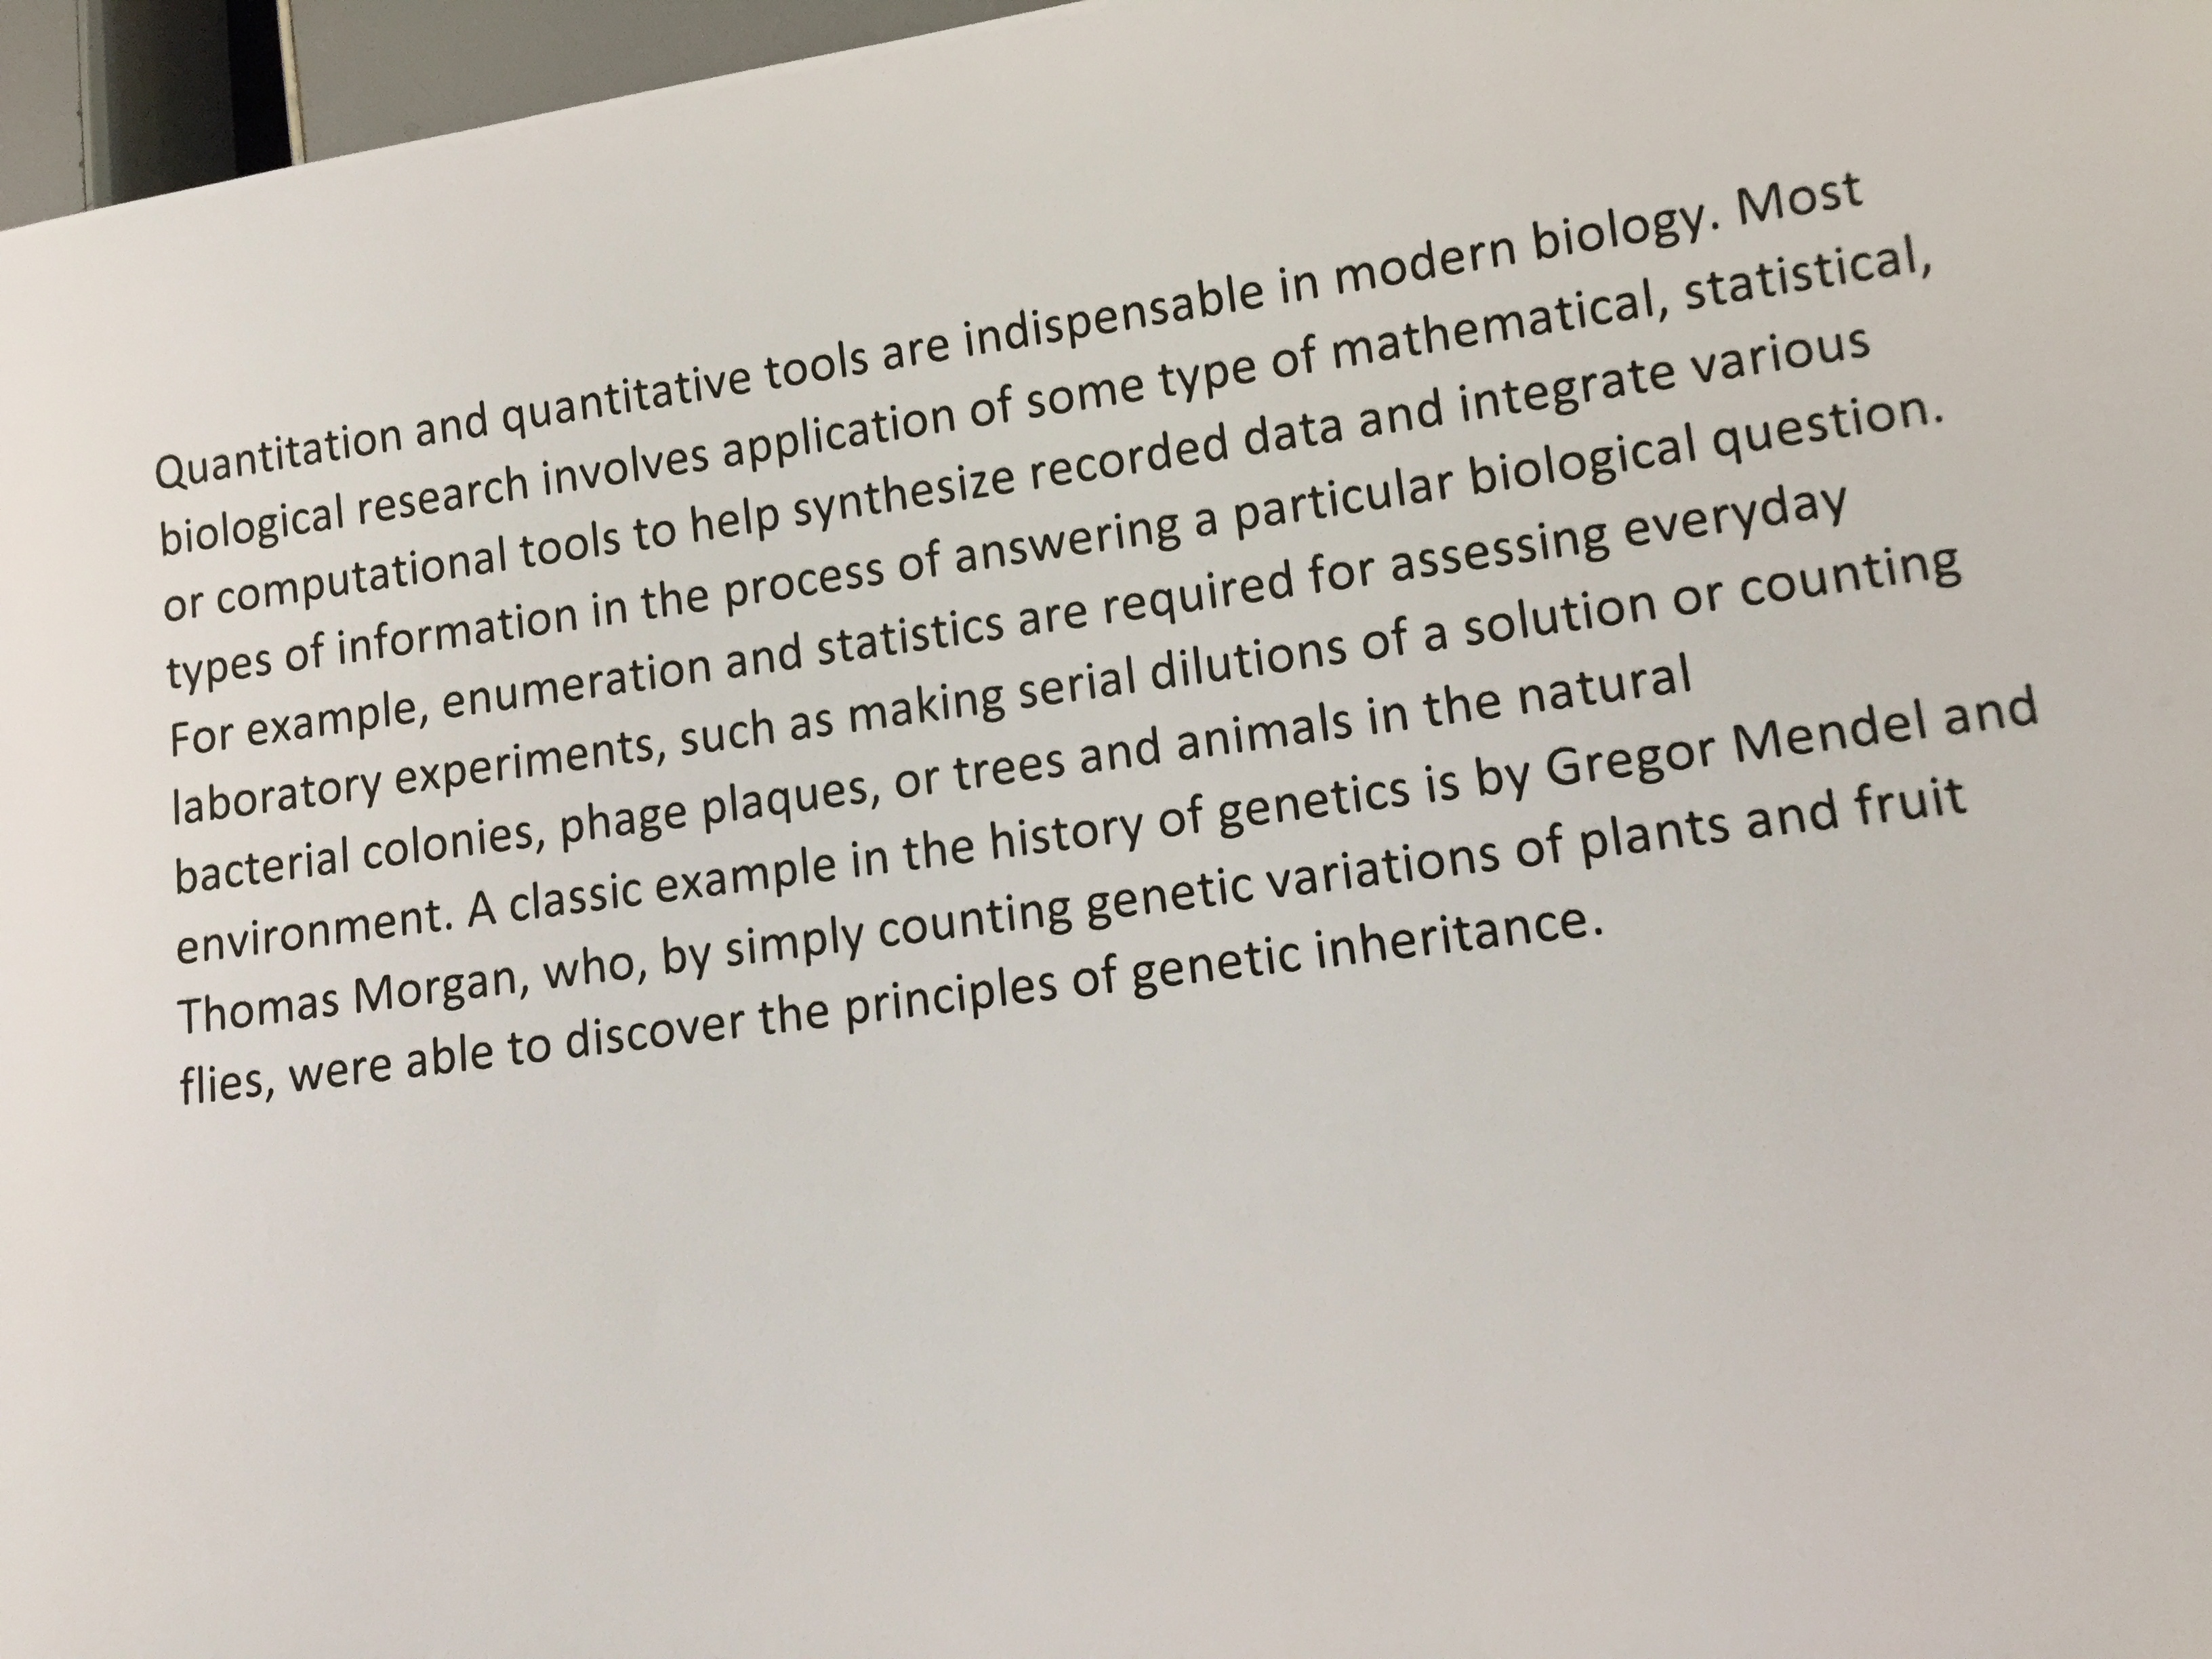 Quantitation and quantitative tools are indispensable in modern biology. Most
biological research involves application of some type of mathematical, statistical,
or computational tools to help synthesize recorded data and integrate various
types of information in the process of answering a particular biological question.
For example, enumeration and statistics are required for assessing everyday
laboratory experiments, such as making serial dilutions of a solution or counting
bacterial colonies, phage plaques, or trees and animals in the natural
environment. A classic example in the history of genetics is by Gregor Mendel and
Thomas Morgan, who, by simply counting genetic variations of plants and fruit
flies, were able to discover the principles of genetic inheritance.